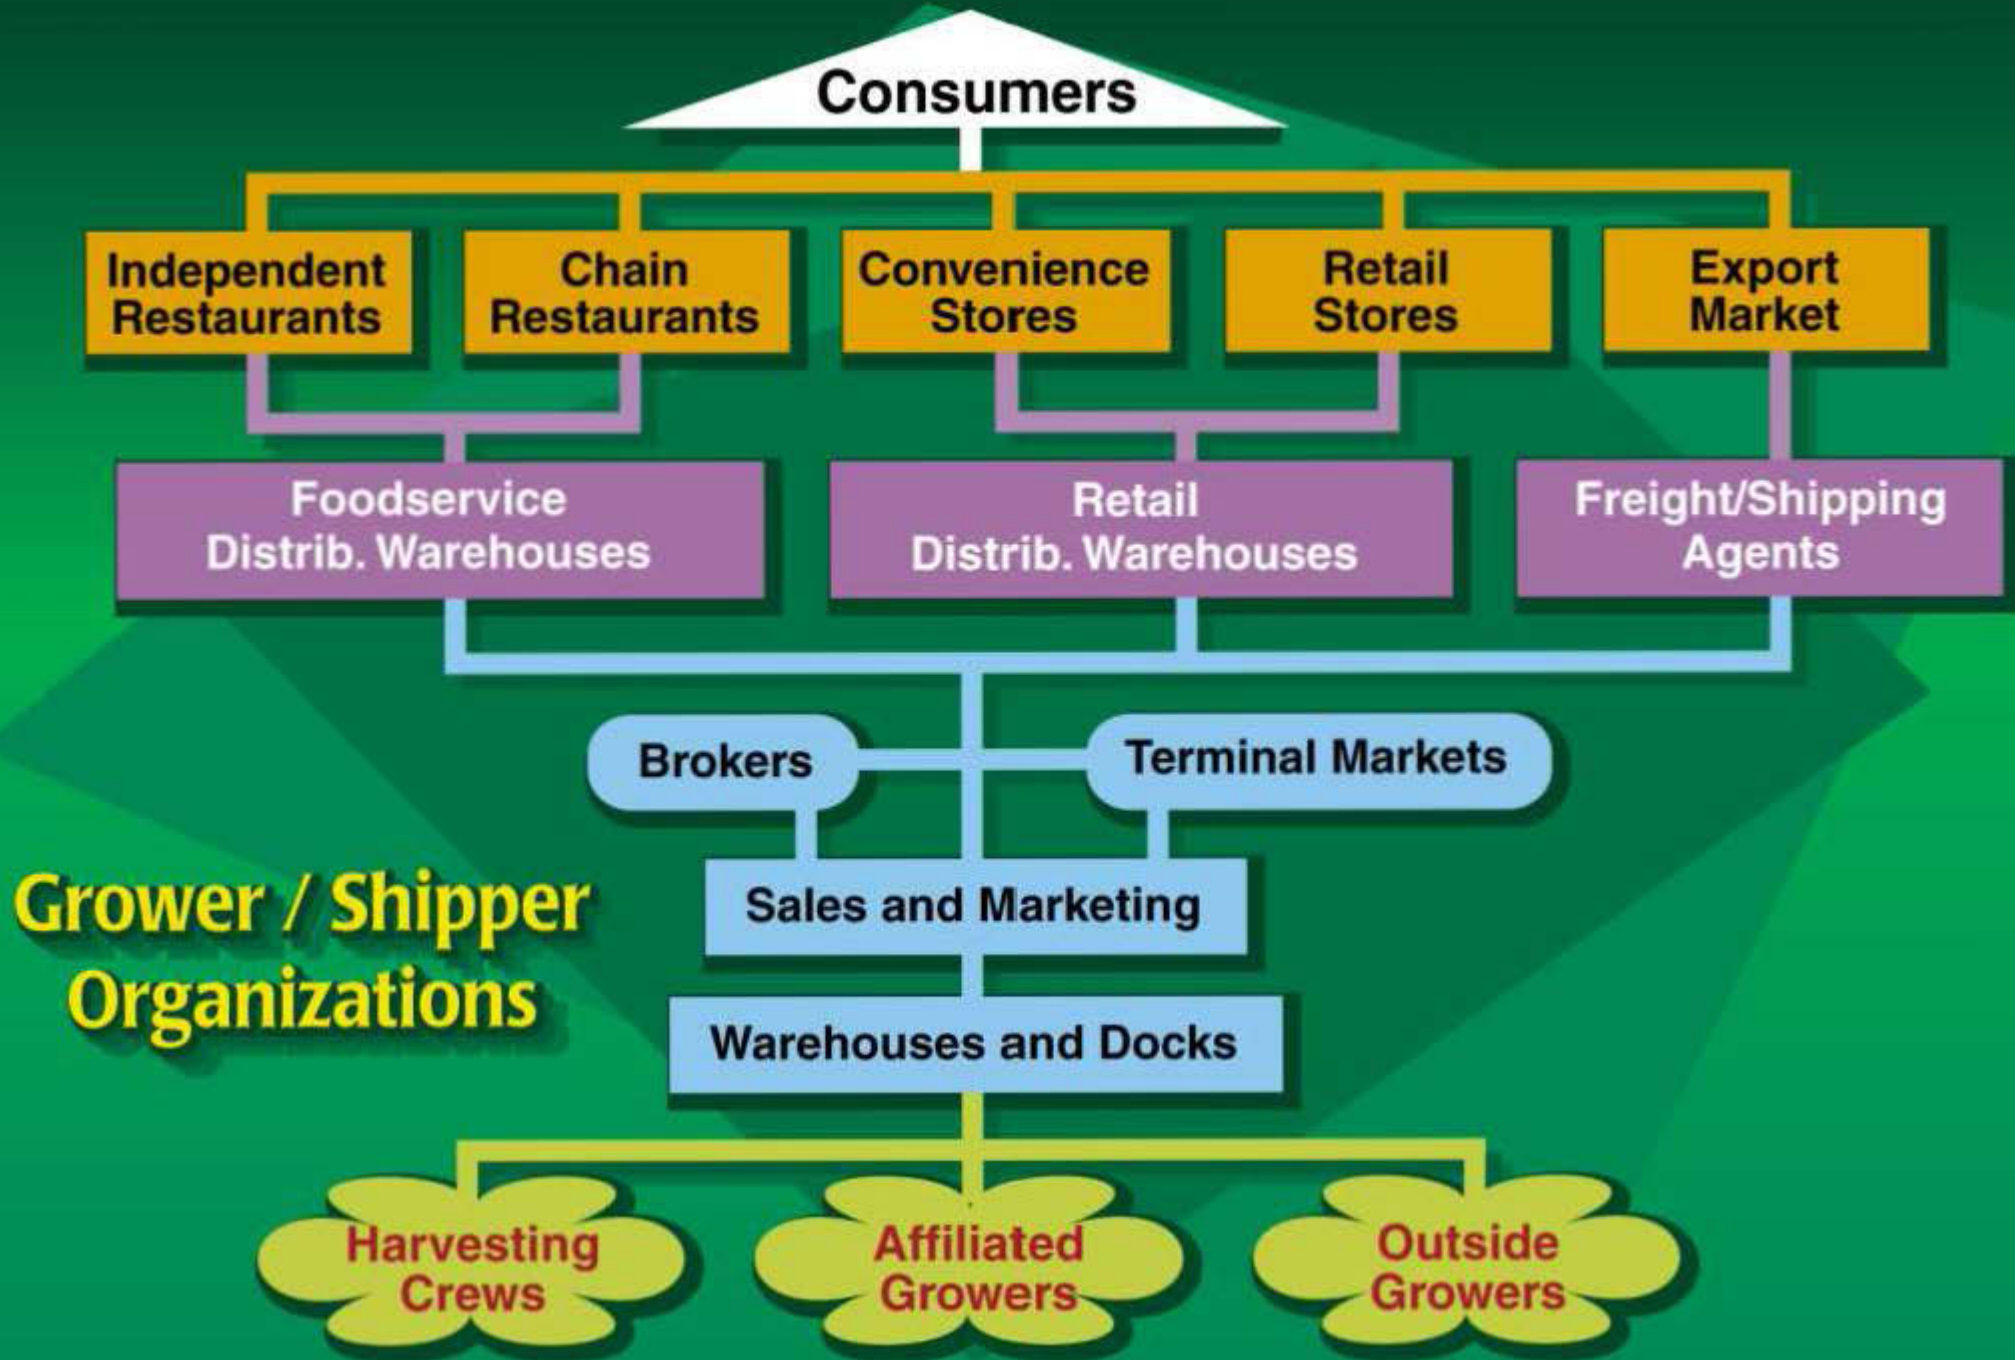 Consumers
Independent
Restaurants
Chain
Restaurants
Convenience
Stores
Retail
Stores
Export
Market
Foodservice
Distrib. Warehouses
Retail
Distrib. Warehouses
Freight/Shipping
Agents
Brokers
Terminal Markets
Sales and Marketing
Grower / Shipper
Organizations
Warehouses and Docks
Harvesting
Crews
Affiliated
Growers
Outside
Growers